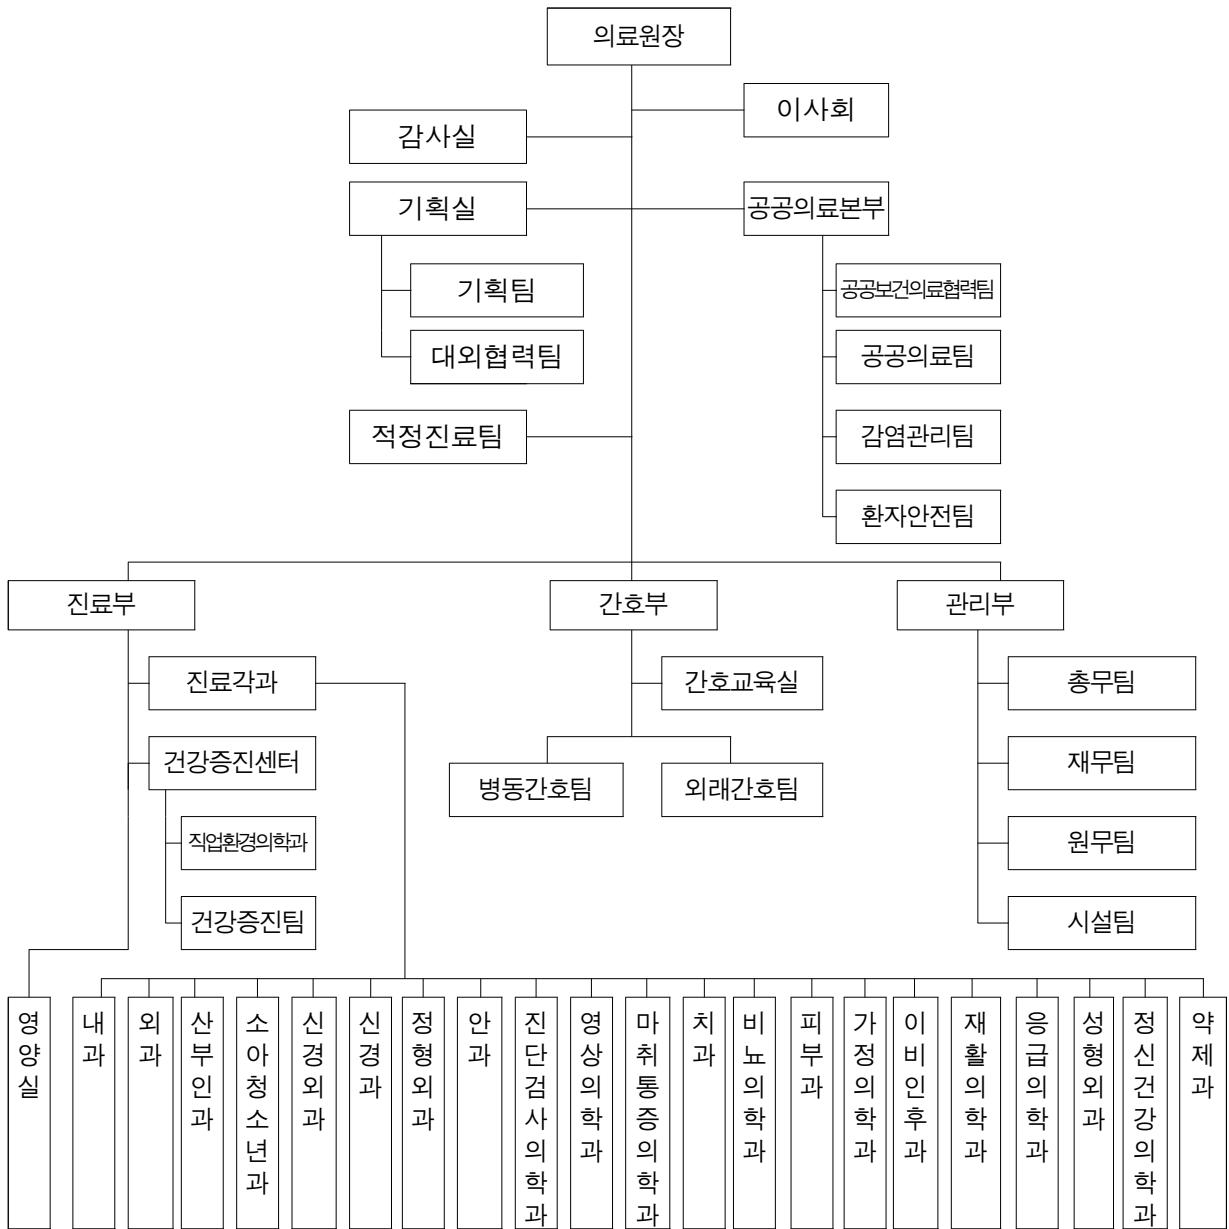 의료원장
이사회
감사실
기획실
공공의료본부
기획팀
공공보건의료협력팀
대외협력팀
공공의료팀
적정진료팀
감염관리팀
환자안전팀
진료부
간호부
관리부
진료각과
간호교육실
총무팀
건강증진센터
병동간호팀
외래간호팀
재무팀
직업환경의학과
원무팀
건강증진팀
시설팀
영양실
내과
외과
산부인과
소아청소년과
신경외과
신경과
정형외과
안과
진단검사의학과
영상의학과
마취통증의학과
치과
비뇨의학과
피부과
가정의학과
이비인후과
재활의학과
응급의학과
성형외과
정신건강의학과
약제과